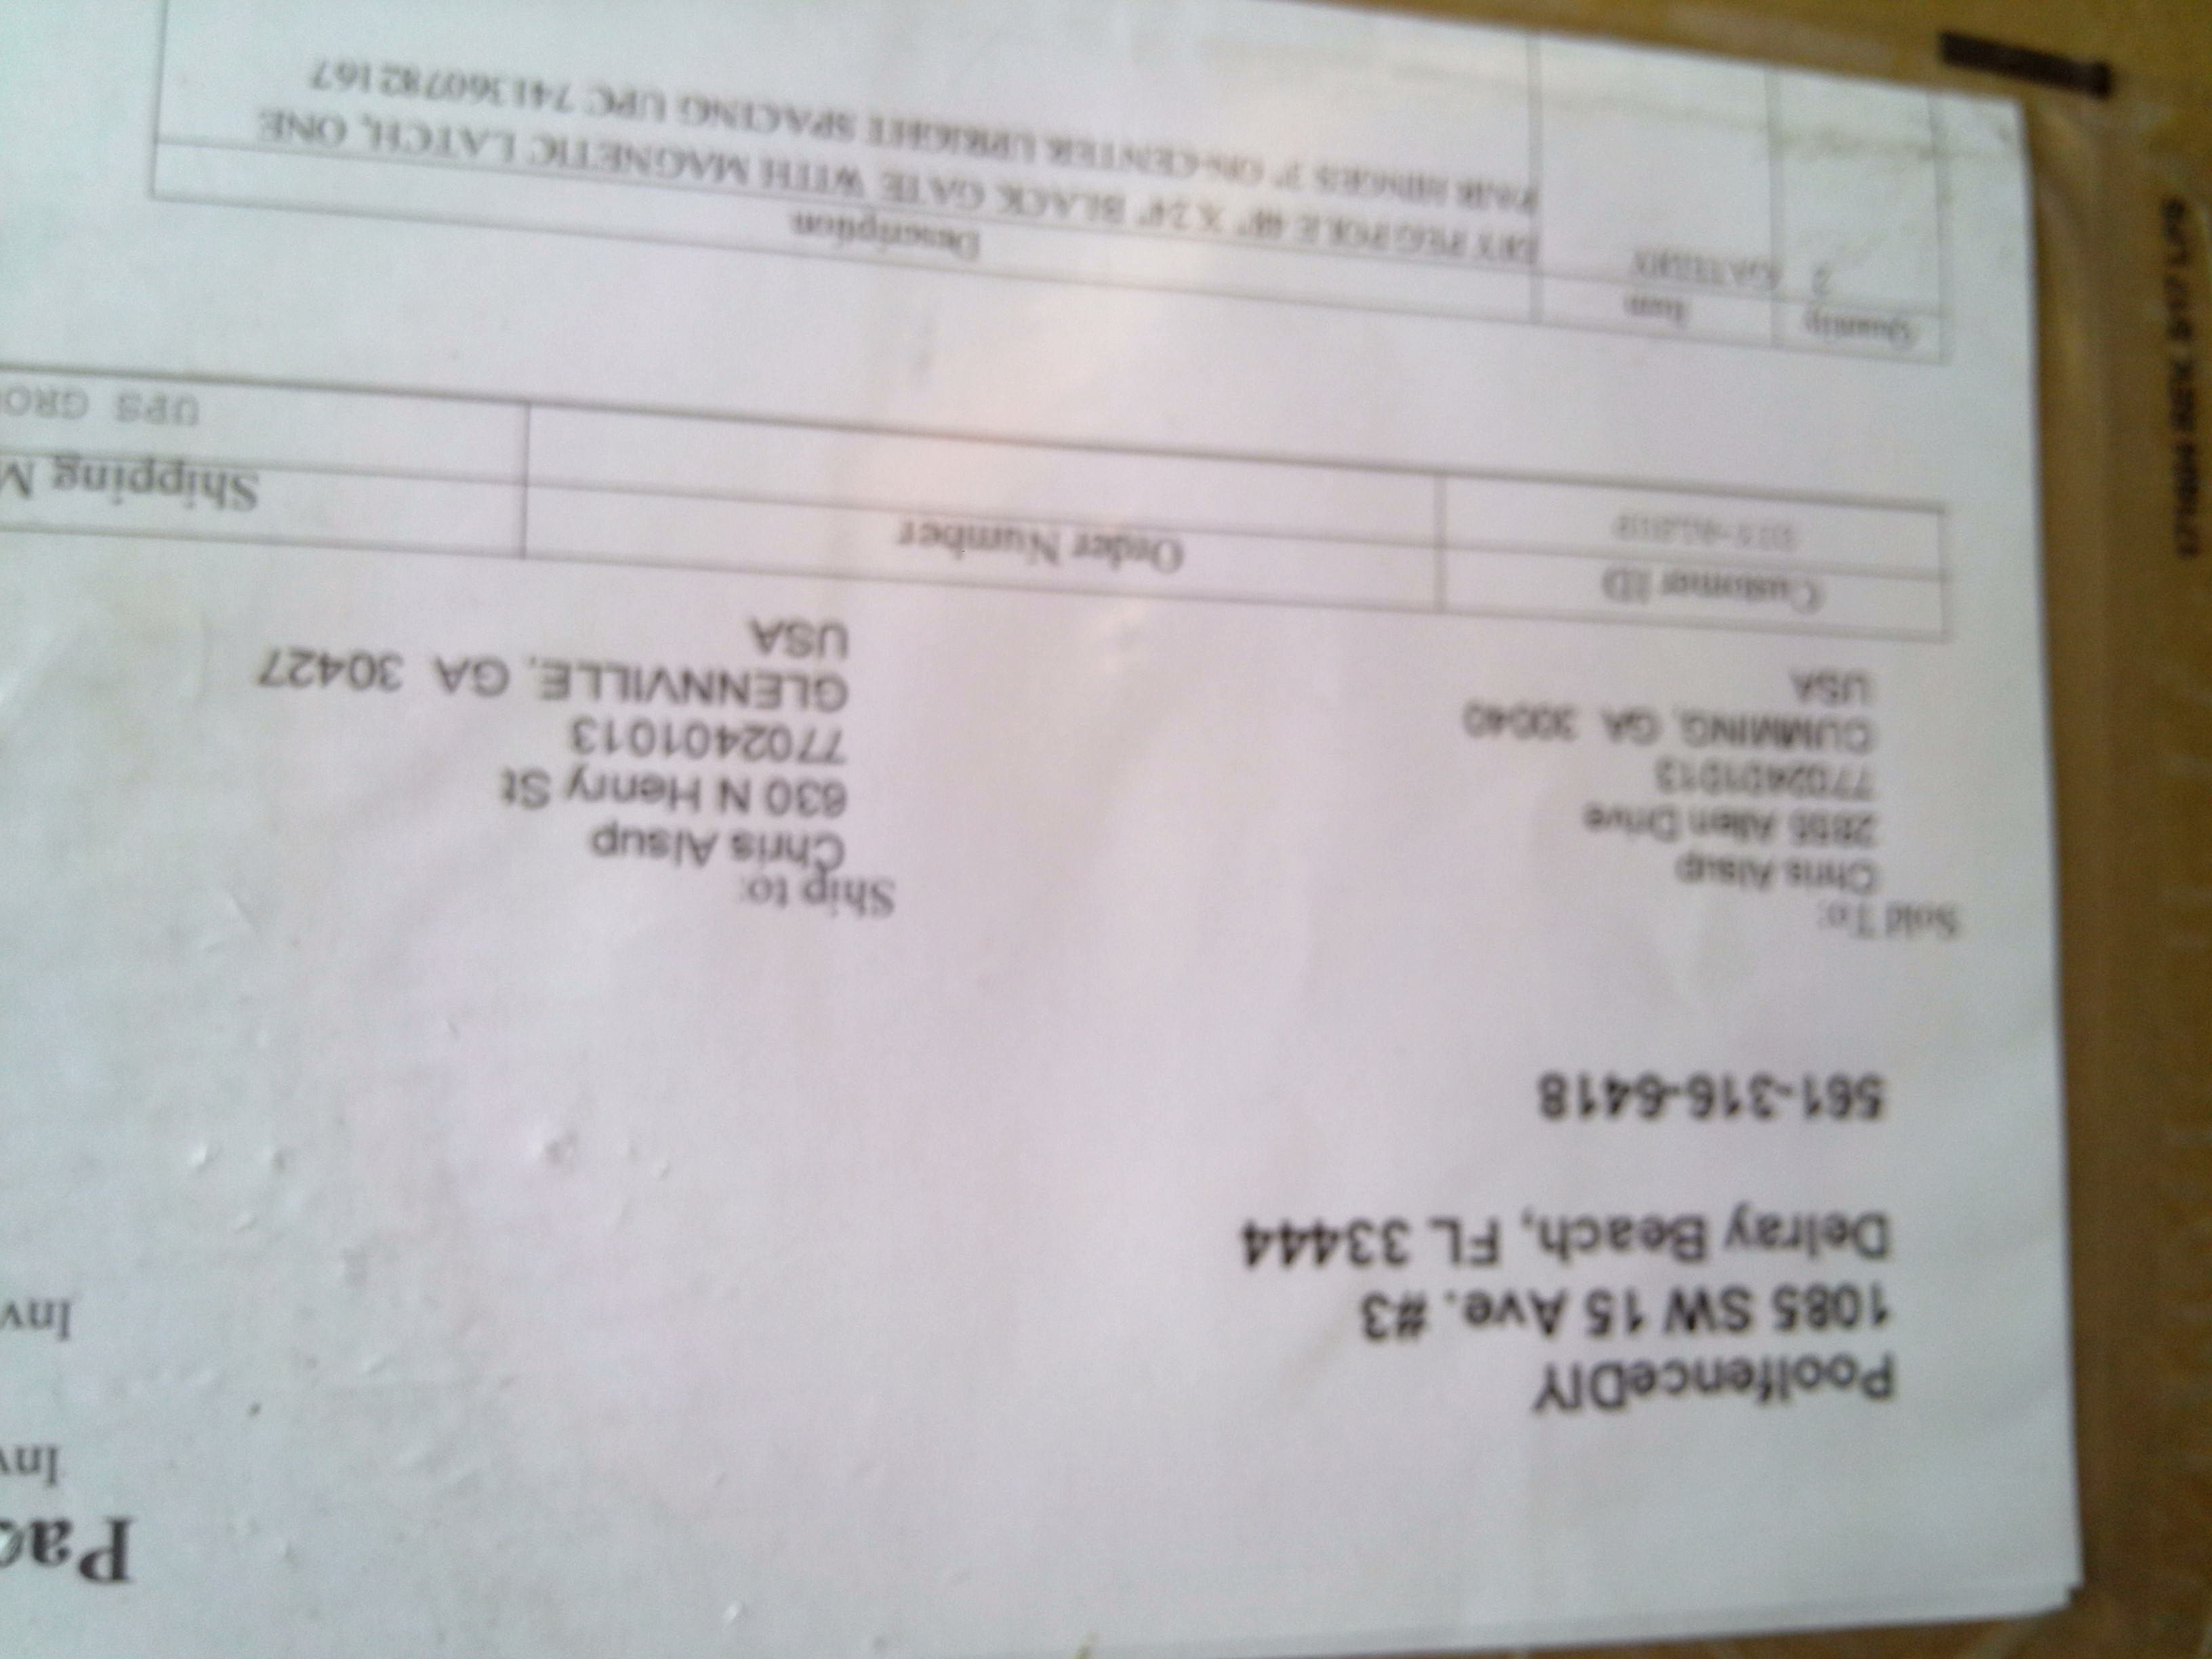 Pac
Inv
Inv
PoolfenceDIY
1085 SW 15 Ave. #3
Delray Beach, FL 33444
561-316-6418
Sold To:
Chris Alsup
2855 Allen Drive
7702401013
CUMMING, GA 30040
USA
Ship to:
Chris Alsup
630 N Henry St
7702401013
GLENNVILLE, GA 30427
USA
Customer ID Order Number Shipping M
UPS GRO
Quantity Item Description
2 DIY PEG POLE 48" X 24" BLACK GATE WITH MAGNETIC LATCH, ONE
PAIR HINGES 3" ON-CENTER UPRIGHT SPACING UPC 741360782167